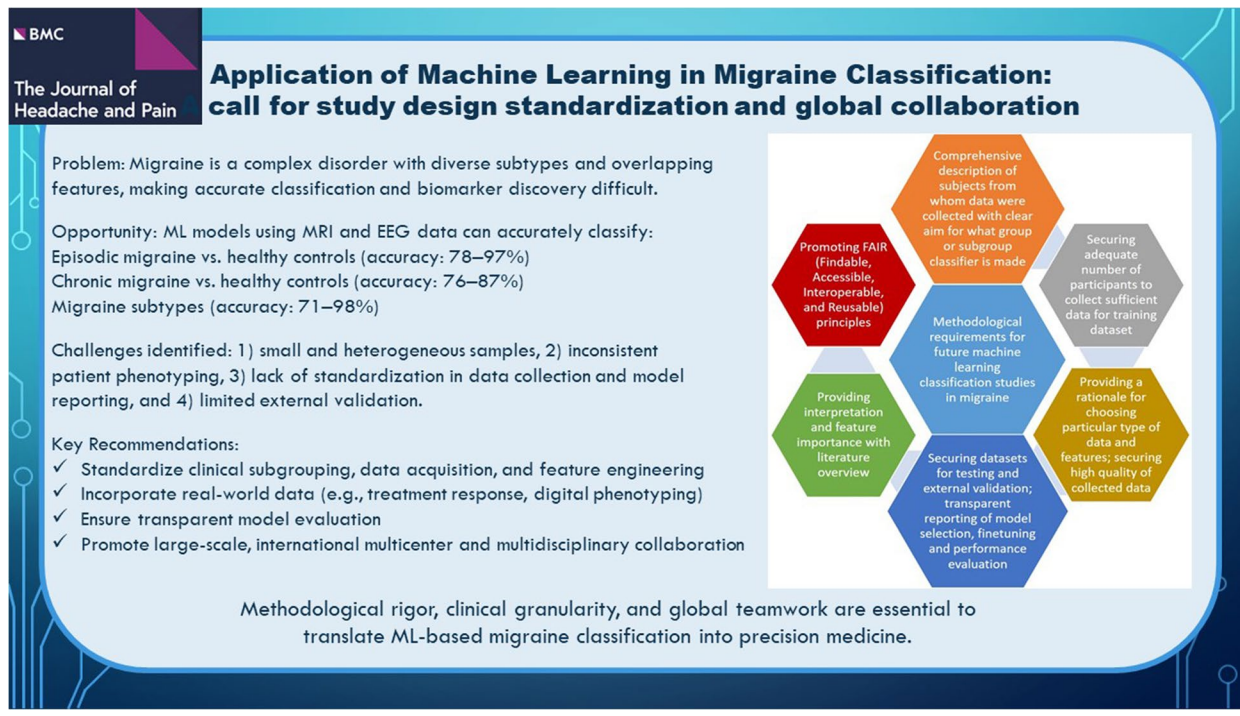 BMC
The Journal of
Headache and Pain
Application of Machine Learning in Migraine Classification:
A call for study design standardization and global collaboration
Problem: Migraine is a complex disorder with diverse subtypes and overlapping
features, making accurate classification and biomarker discovery difficult.
Opportunity: ML models using MRI and EEG data can accurately classify:
Episodic migraine vs. healthy controls (accuracy: 78–97%)
Chronic migraine vs. healthy controls (accuracy: 76–87%)
Migraine subtypes (accuracy: 71–98%)
Challenges identified: 1) small and heterogeneous samples, 2) inconsistent
patient phenotyping, 3) lack of standardization in data collection and model
reporting, and 4) limited external validation.
Key Recommendations:
✓ Standardize clinical subgrouping, data acquisition, and feature engineering
✓ Incorporate real-world data (e.g., treatment response, digital phenotyping)
✓ Ensure transparent model evaluation
✓ Promote large-scale, international multicenter and multidisciplinary collaboration
Comprehensive
description of
subjects from
whom data were
collected with clear
aim for what group
or subgroup
classifier is made
Securing
adequate
number of
participants to
collect sufficient
data for training
dataset
Providing a
rationale for
choosing
particular type of
data and
features; securing
high quality of
collected data
Securing datasets
for testing and
external validation;
transparent
reporting of model
selection, finetuning
and performance
evaluation
Providing
interpretation
and feature
importance with
literature
overview
Promoting FAIR
(Findable,
Accessible,
Interoperable,
and Reusable)
principles
Methodological
requirements for
future machine
learning
classification studies
in migraine
Methodological rigor, clinical granularity, and global teamwork are essential to
translate ML-based migraine classification into precision medicine.